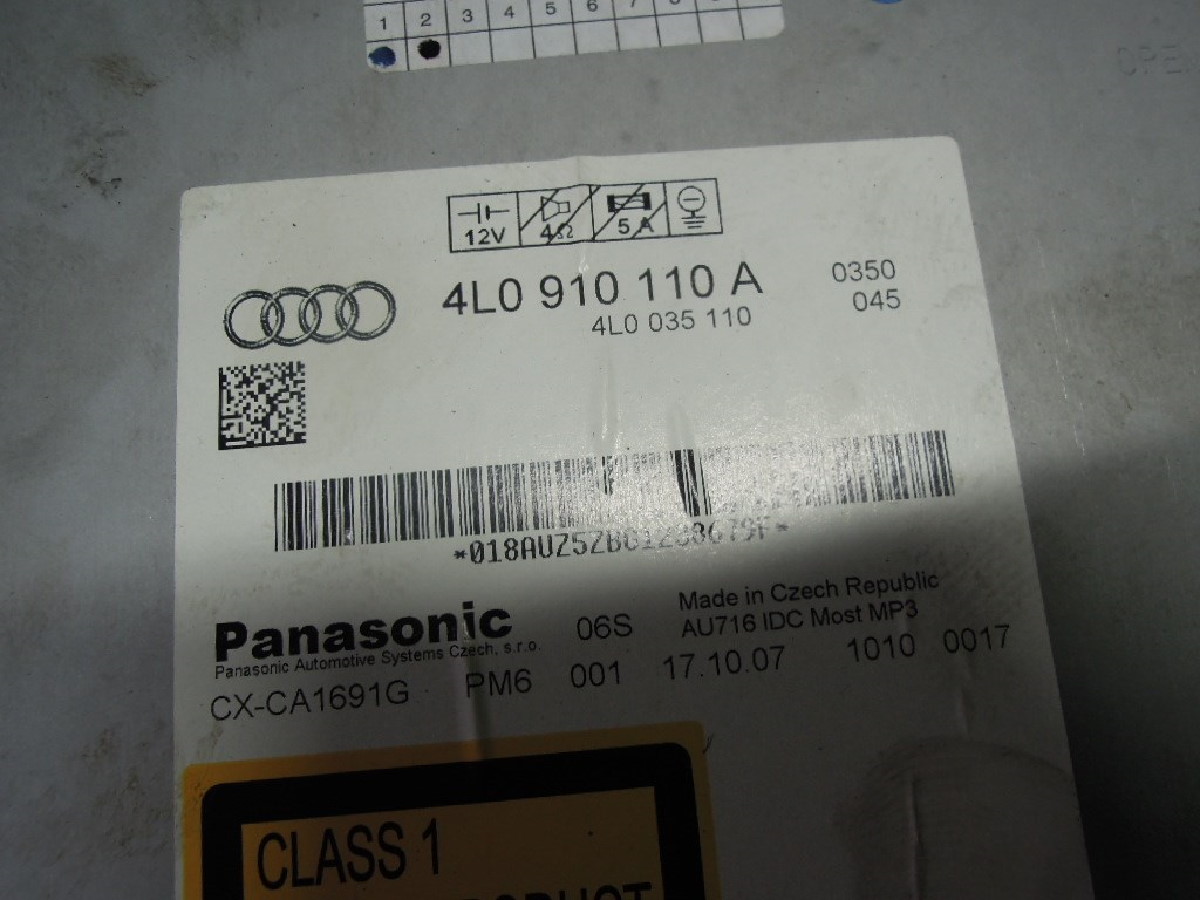 1 2 3 4 5 6 7
12V 4Ω 5 A
4L0 910 110 A
0350
4L0 035 110
045
Panasonic
06S
Made in Czech Republic
Panasonic Automotive Systems Czech, s.r.o.
AU716 IDC Most MP3
CX-CA1691G PM6 001 17.10.07 1010 0017
CLASS 1